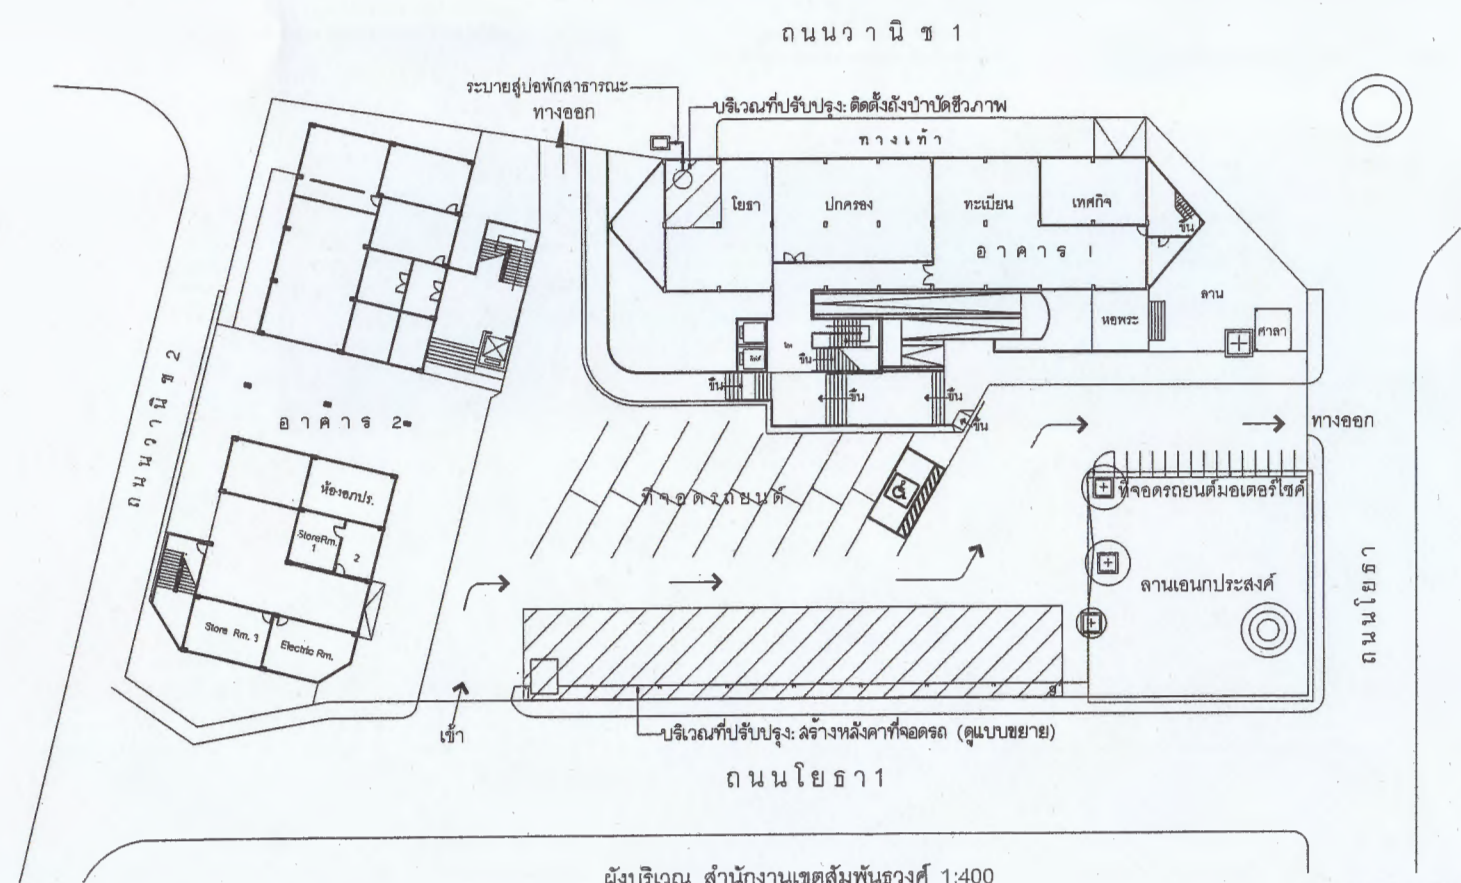 ถนนวานิช 1
ระบายสู่บ่อพักสาธารณะ
ทางออก
บริเวณที่ปรับปรุง: ติดตั้งถังบำบัดชีวภาพ
ทางเท้า
โยธา
ปกครอง
ทะเบียน
เทศกิจ
ขึ้น
อาคาร 1
ลาน
หอพระ
ศาลา
ขึ้น
ขึ้น
ขึ้น
ขึ้น
ขึ้น
ทางออก
ถนนวานิช 2
อาคาร 2
ห้องอปพร.
Store Rm.
1
2
Store Rm. 3
Electric Rm.
ที่จอดรถยนต์
ที่จอดรถยนต์มอเตอร์ไซค์
ลานเอนกประสงค์
ถนนโยธา
เข้า
บริเวณที่ปรับปรุง: สร้างหลังคาที่จอดรถ (ดูแบบขยาย)
ถนนโยธา 1
ผังบริเวณ สำนักงานเขตสัมพันธวงศ์ 1:400